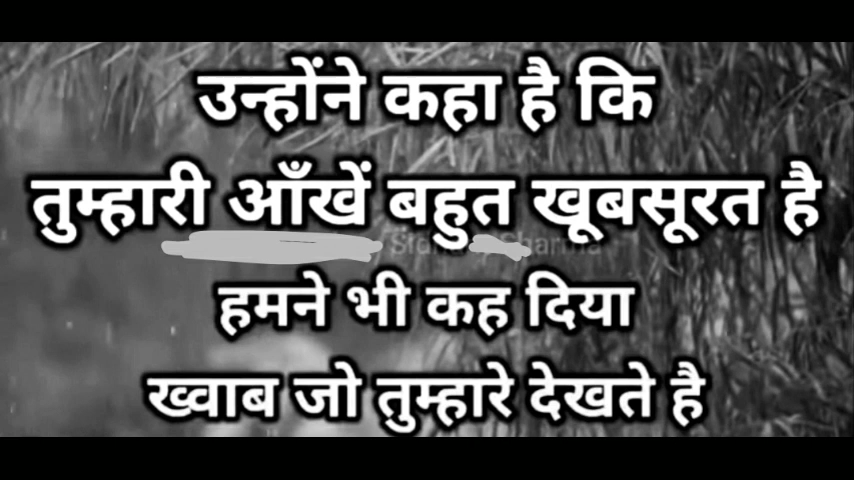 उन्होंने कहा है कि
तुम्हारी आँखें बहुत खूबसूरत है
हमने भी कह दिया
ख्वाब जो तुम्हारे देखते है